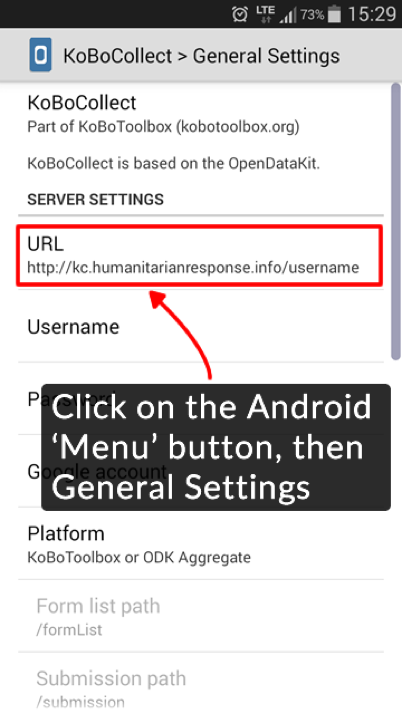 LTE 73% 15:29
KoBoCollect > General Settings
KoBoCollect
Part of KoBoToolbox (kobotoolbox.org)
KoBoCollect is based on the OpenDataKit.
SERVER SETTINGS
URL
http://kc.humanitarianresponse.info/username
Username
Password
Click on the Android
‘Menu’ button, then
General Settings
Google account
Platform
KoBoToolbox or ODK Aggregate
Form list path
/formList
Submission path
/submission